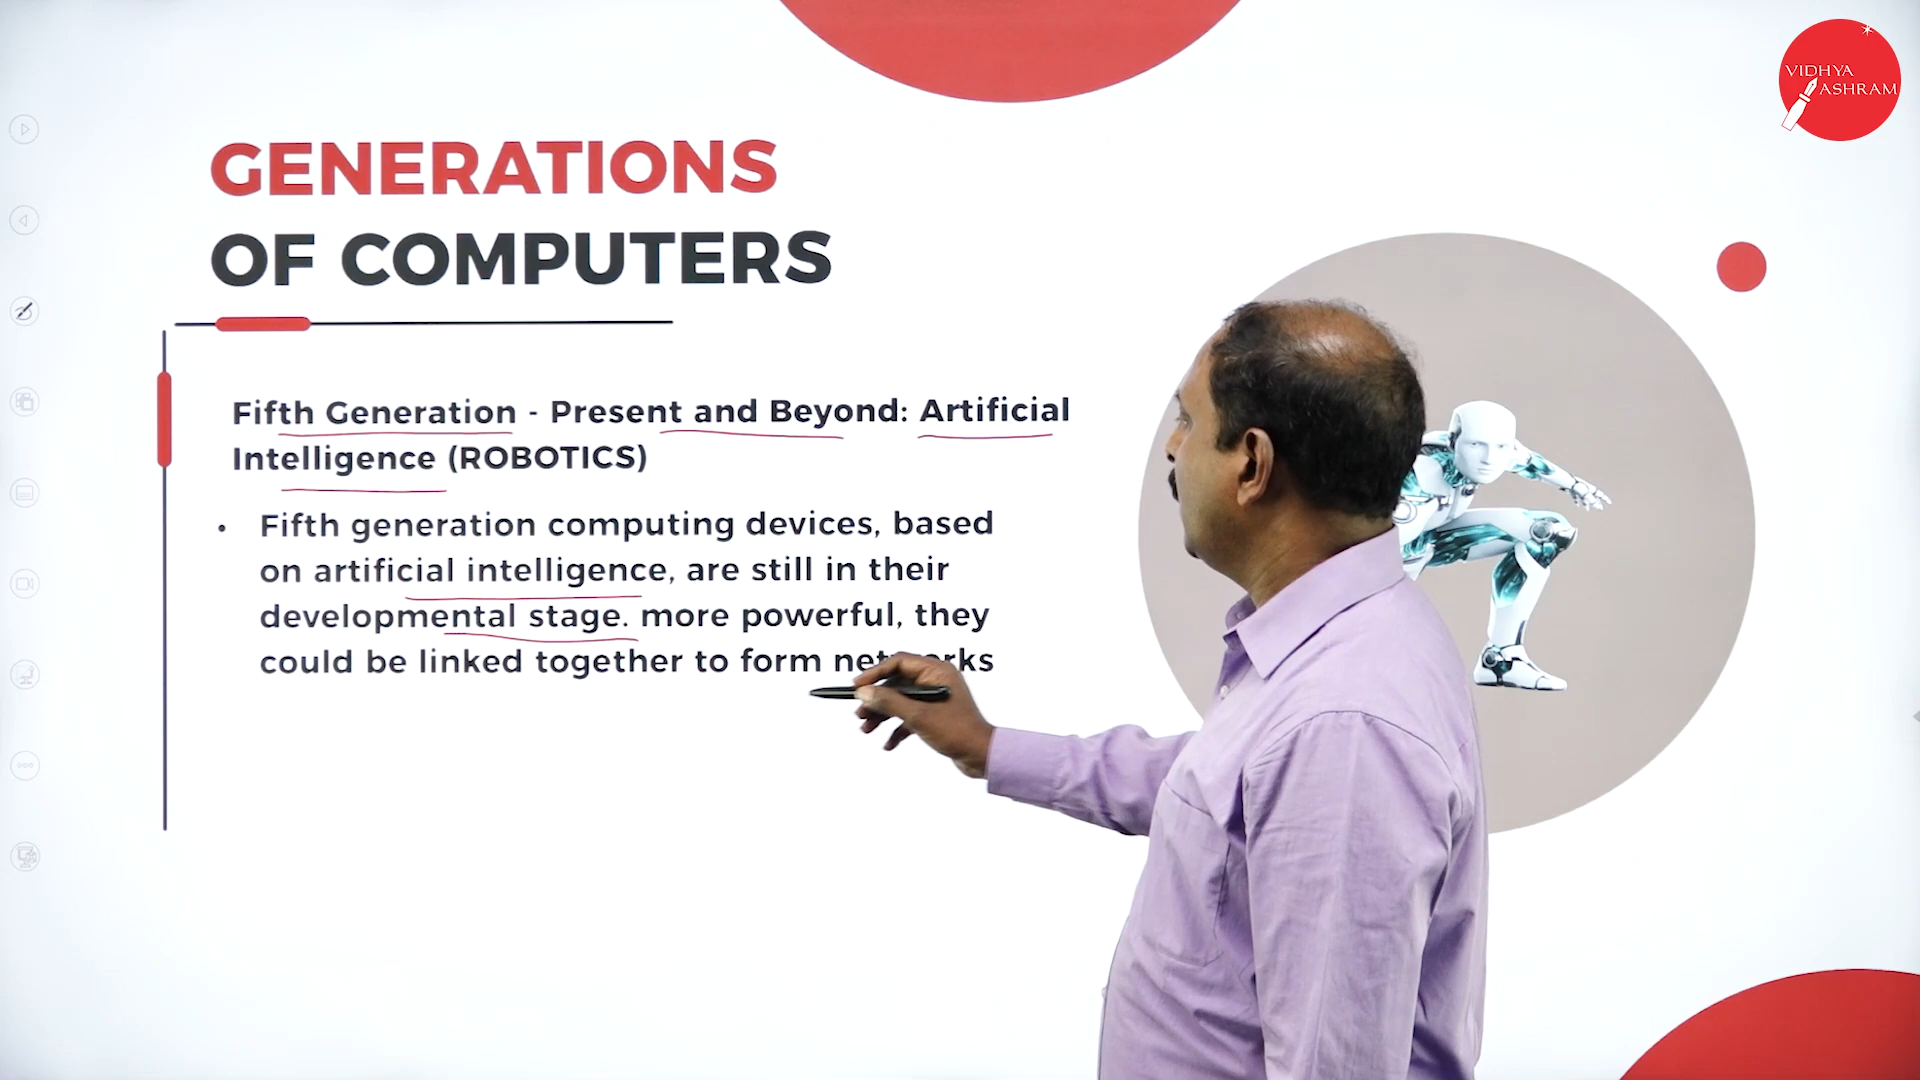 VIDHYA
ASHRAM
GENERATIONS
OF COMPUTERS
Fifth Generation - Present and Beyond: Artificial
Intelligence (ROBOTICS)
• Fifth generation computing devices, based
on artificial intelligence, are still in their
developmental stage. more powerful, they
could be linked together to form networks